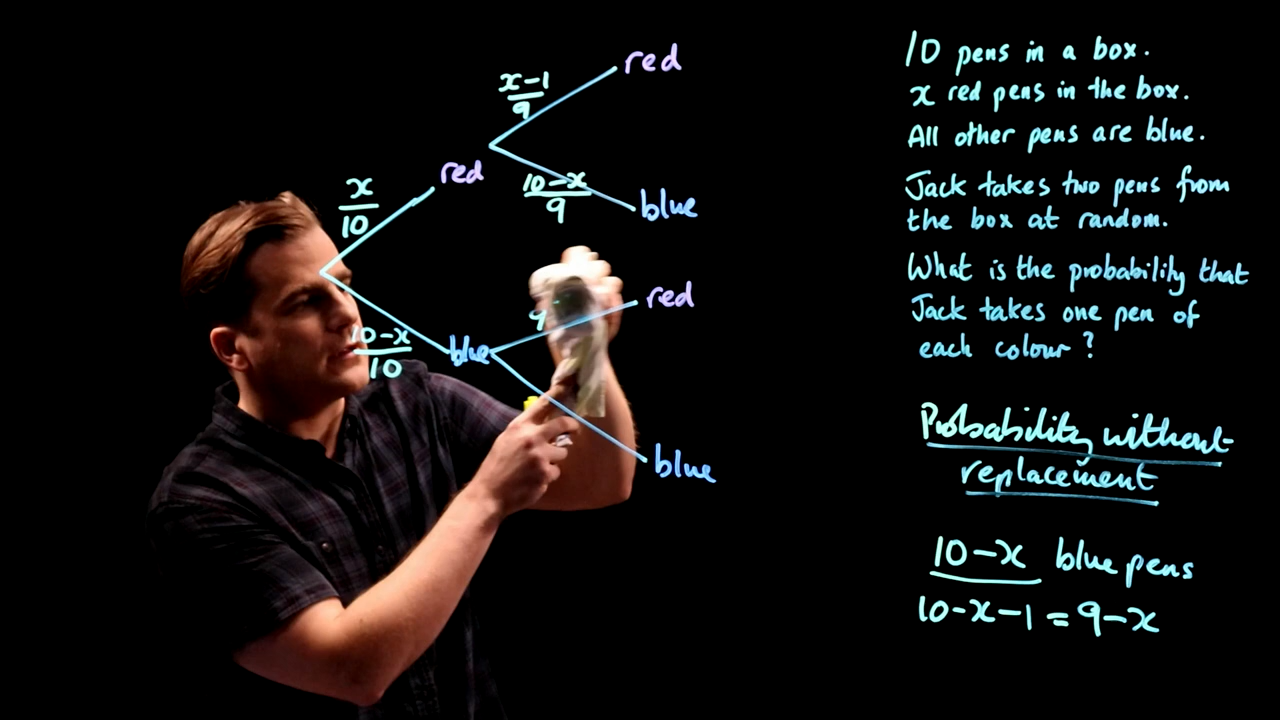 10 pens in a box.
x red pens in the box.
All other pens are blue.
Jack takes two pens from
the box at random.
What is the probability that
Jack takes one pen of
each colour?
Probability without
replacement
10-x blue pens
10-x-1 = 9-x
x-1
9
red
10-x
9
blue
x
10
red
10-x
10
blue
9
red
blue